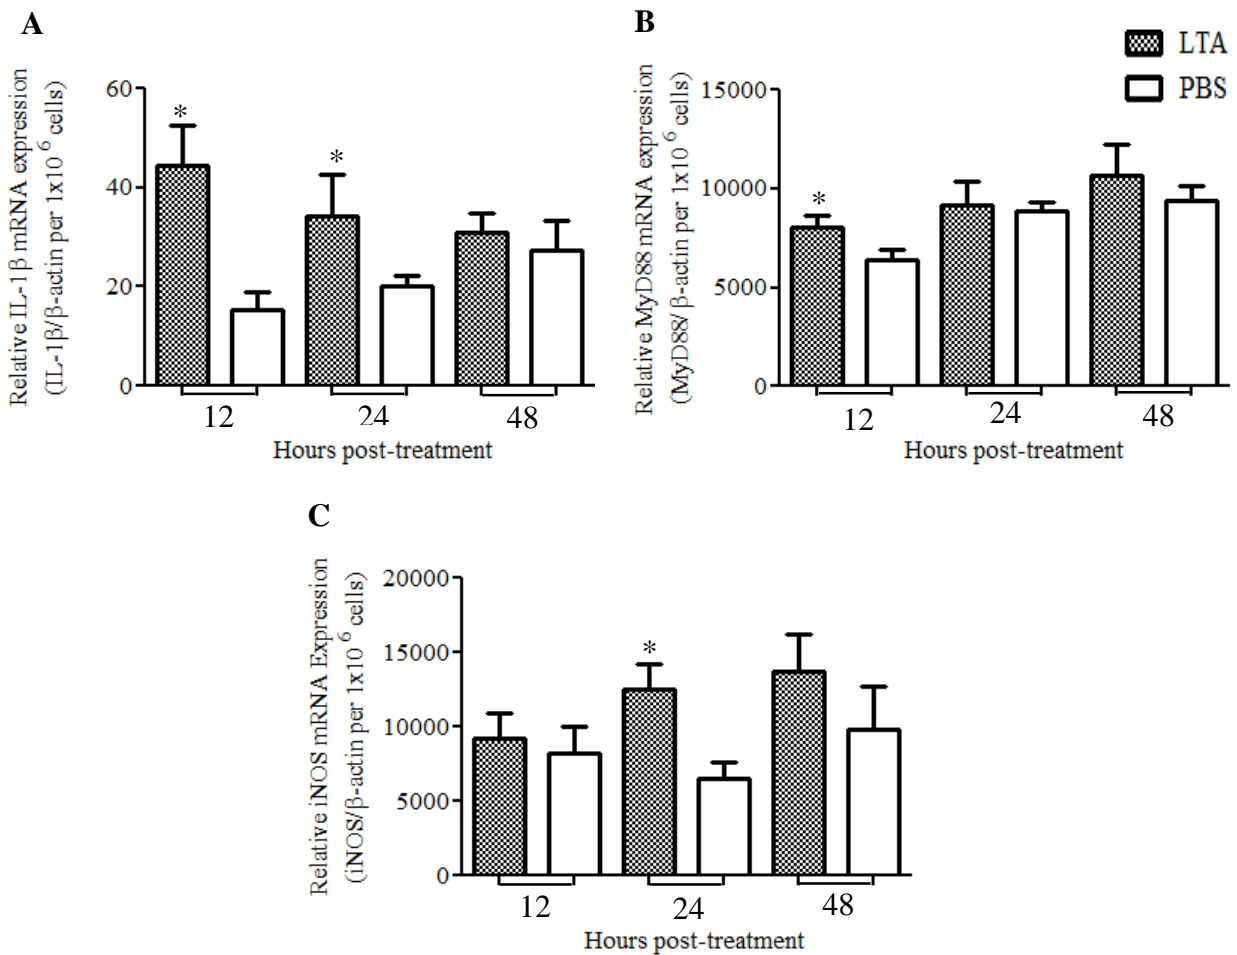 A
Relative IL-1β mRNA expression
(IL-1β/β-actin per 1x10 6 cells)
60
40
20
0
*
*
12
24
48
Hours post-treatment
B
LTA
PBS
Relative MyD88 mRNA expression
(MyD88/ β-actin per 1x10 6 cells)
15000
10000
5000
0
*
12
24
48
Hours post-treatment
C
Relative iNOS mRNA Expression
(iNOS/β-actin per 1x10 6 cells)
20000
15000
10000
5000
0
*
12
24
48
Hours post-treatment